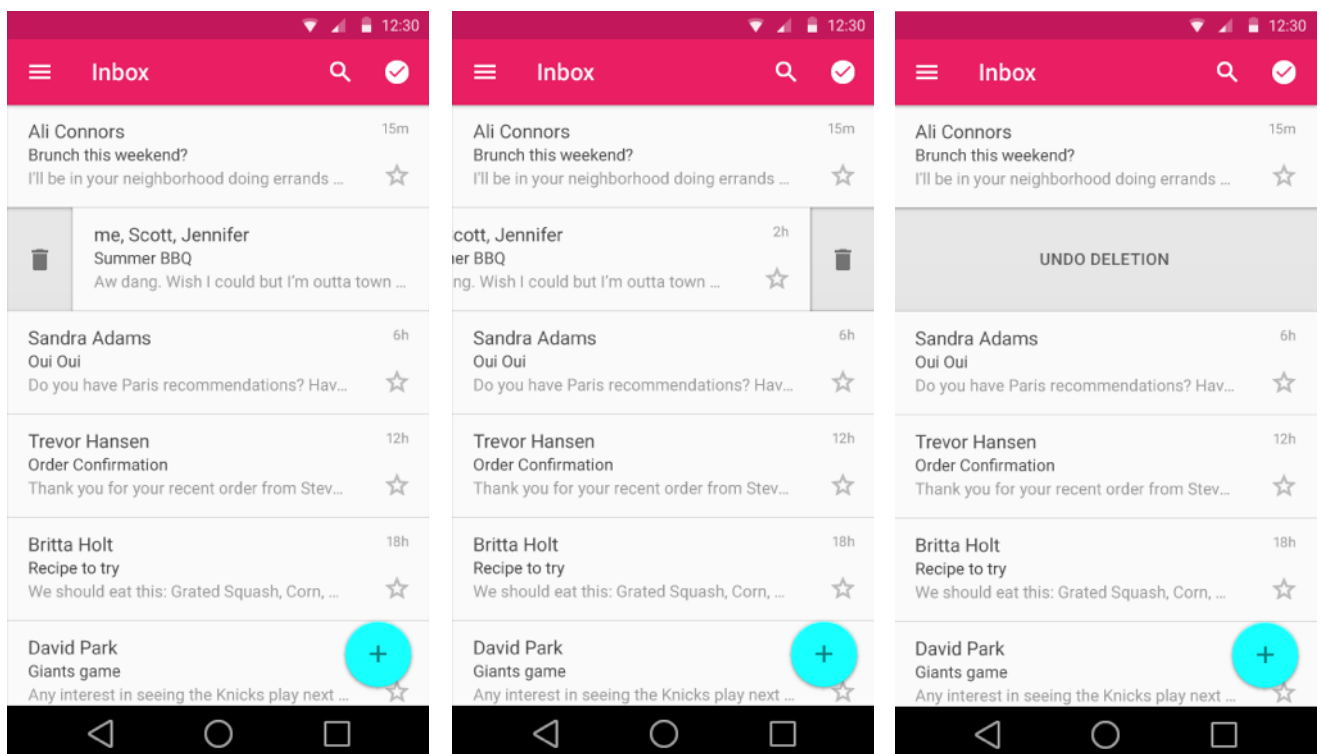 12:30
Inbox
Ali Connors 15m
Brunch this weekend?
I'll be in your neighborhood doing errands ...
me, Scott, Jennifer
Summer BBQ
Aw dang. Wish I could but I'm outta town ...
Sandra Adams 6h
Oui Oui
Do you have Paris recommendations? Hav...
Trevor Hansen 12h
Order Confirmation
Thank you for your recent order from Stev...
Britta Holt 18h
Recipe to try
We should eat this: Grated Squash, Corn, ...
David Park
Giants game
Any interest in seeing the Knicks play next ...
12:30
Inbox
Ali Connors 15m
Brunch this weekend?
I'll be in your neighborhood doing errands ...
cott, Jennifer 2h
er BBQ
ng. Wish I could but I'm outta town ...
Sandra Adams 6h
Oui Oui
Do you have Paris recommendations? Hav...
Trevor Hansen 12h
Order Confirmation
Thank you for your recent order from Stev...
Britta Holt 18h
Recipe to try
We should eat this: Grated Squash, Corn, ...
David Park
Giants game
Any interest in seeing the Knicks play next ...
12:30
Inbox
Ali Connors 15m
Brunch this weekend?
I'll be in your neighborhood doing errands ...
UNDO DELETION
Sandra Adams 6h
Oui Oui
Do you have Paris recommendations? Hav...
Trevor Hansen 12h
Order Confirmation
Thank you for your recent order from Stev...
Britta Holt 18h
Recipe to try
We should eat this: Grated Squash, Corn, ...
David Park
Giants game
Any interest in seeing the Knicks play next ...